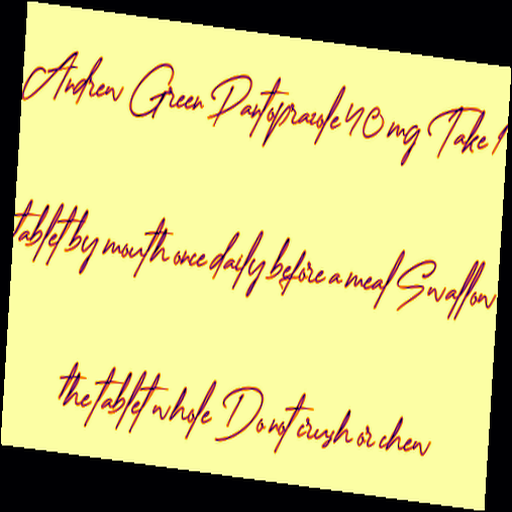 Andrew Green Pantoprazole 40 mg Take 1
tablet by mouth once daily before a meal Swallow
the tablet whole Do not crush or chew